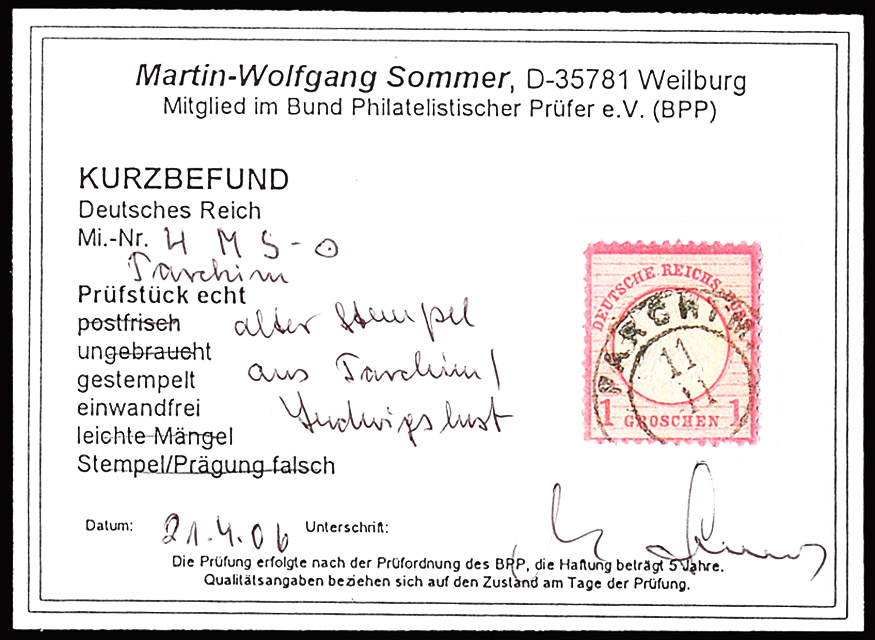 Martin-Wolfgang Sommer, D-35781 Weilburg
Mitglied im Bund Philatelistischer Prüfer e.V. (BPP)
KURZBEFUND
Deutsches Reich
Mi.-Nr. 4 M S-O
Parchim
Prüfstück echt
postfrisch
ungebraucht
gestempelt
einwandfrei
leichte Mängel
Stempel/Prägung falsch
alter Stempel
aus Parchim/
Ludwigslust
DEUTSCHE REICHS-POST
PARCHIM
11
11
1 GROSCHEN 1
Datum: 21.4.06 Unterschrift:
Die Prüfung erfolgte nach der Prüfordnung des BPP, die Haftung beträgt 5 Jahre.
Qualitätsangaben beziehen sich auf den Zustand am Tage der Prüfung.